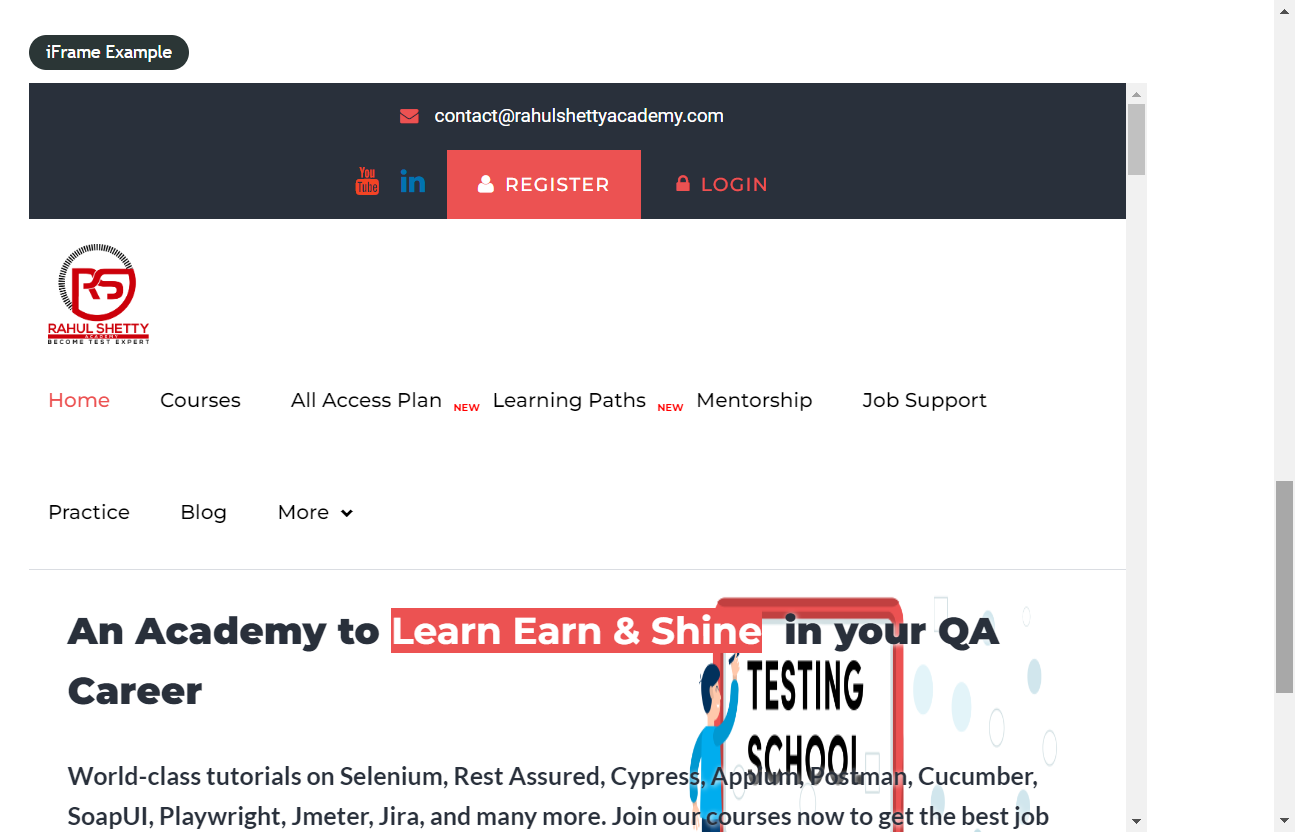 iFrame Example
contact@rahulshettyacademy.com
You Tube in REGISTER LOGIN
RS
RAHUL SHETTY
ACADEMY
BECOME TEST EXPERT
Home Courses All Access Plan NEW Learning Paths NEW Mentorship Job Support
Practice Blog More
An Academy to Learn Earn & Shine in your QA
Career
TESTING
SCHOOL
World-class tutorials on Selenium, Rest Assured, Cypress, Appium, Postman, Cucumber,
SoapUI, Playwright, Jmeter, Jira, and many more. Join our courses now to get the best job